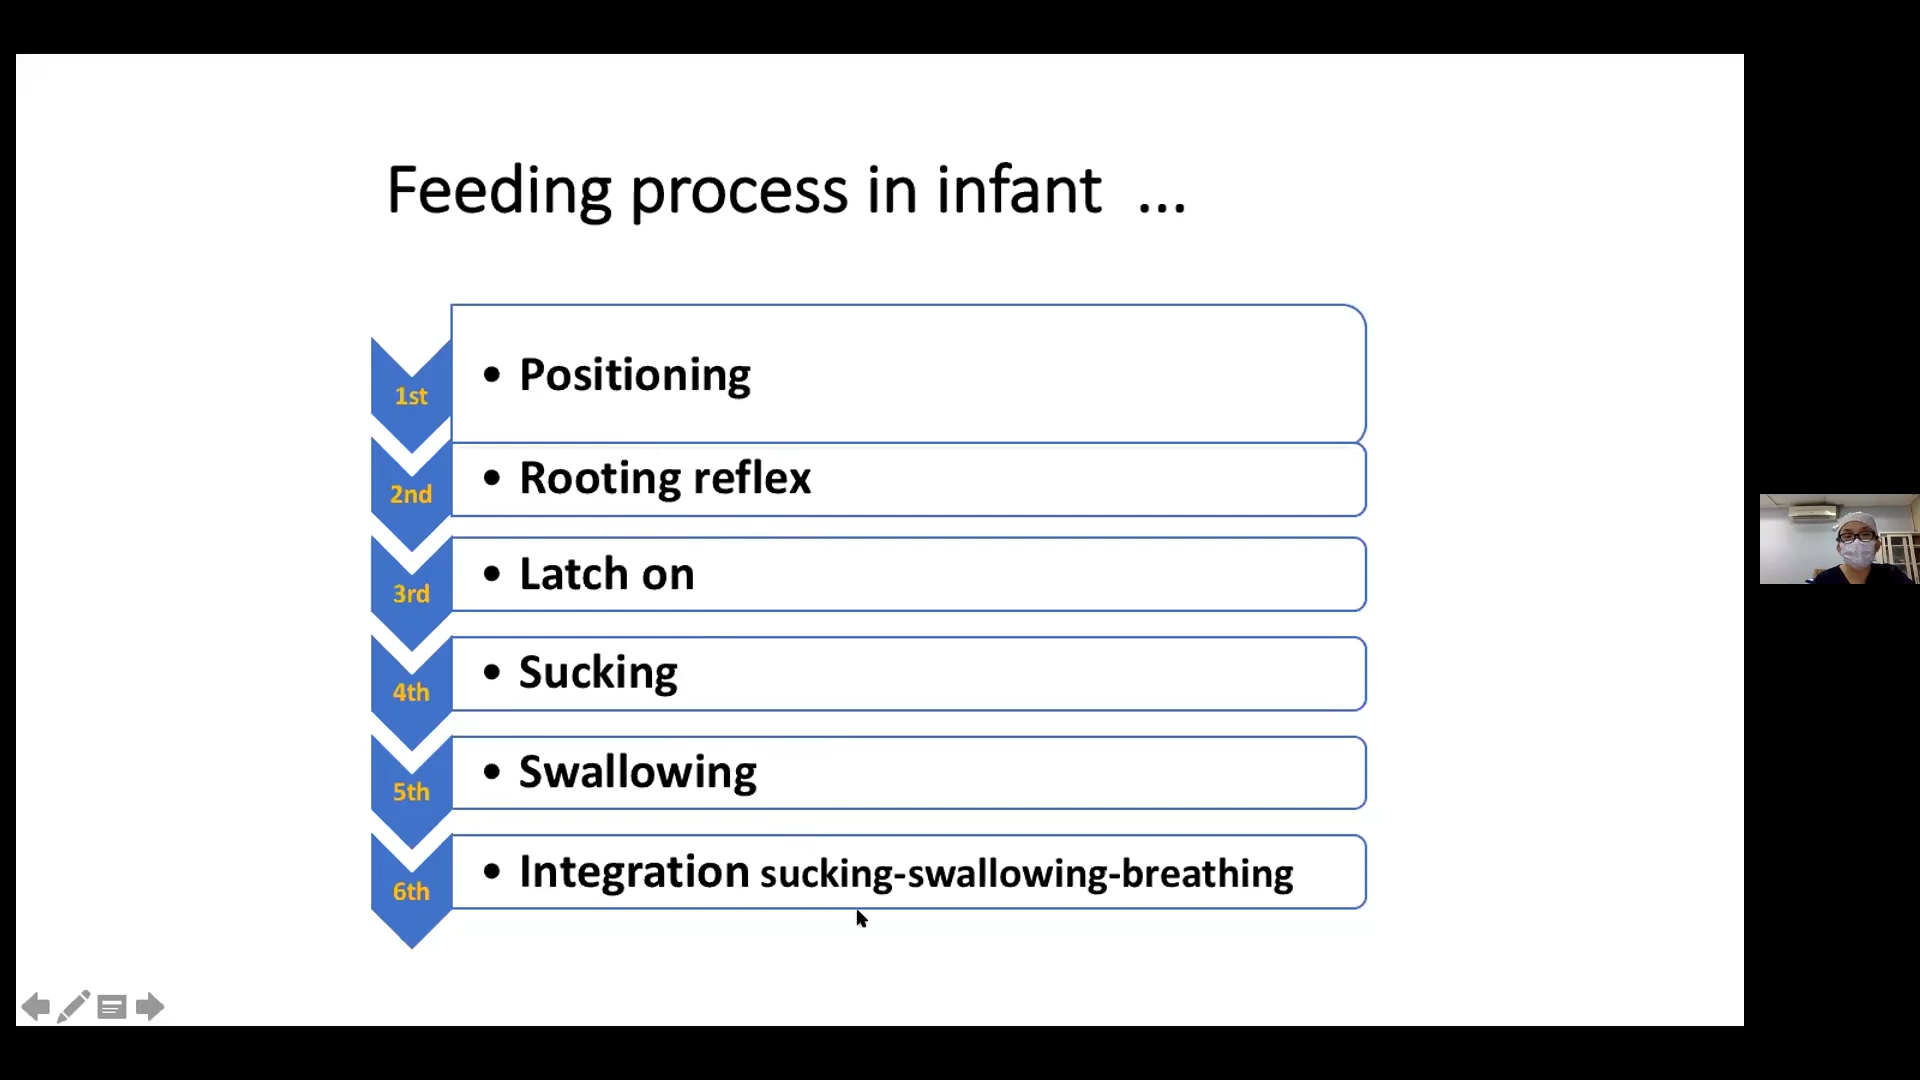 Feeding process in infant ...
1st
• Positioning
2nd
• Rooting reflex
3rd
• Latch on
4th
• Sucking
5th
• Swallowing
6th
• Integration sucking-swallowing-breathing